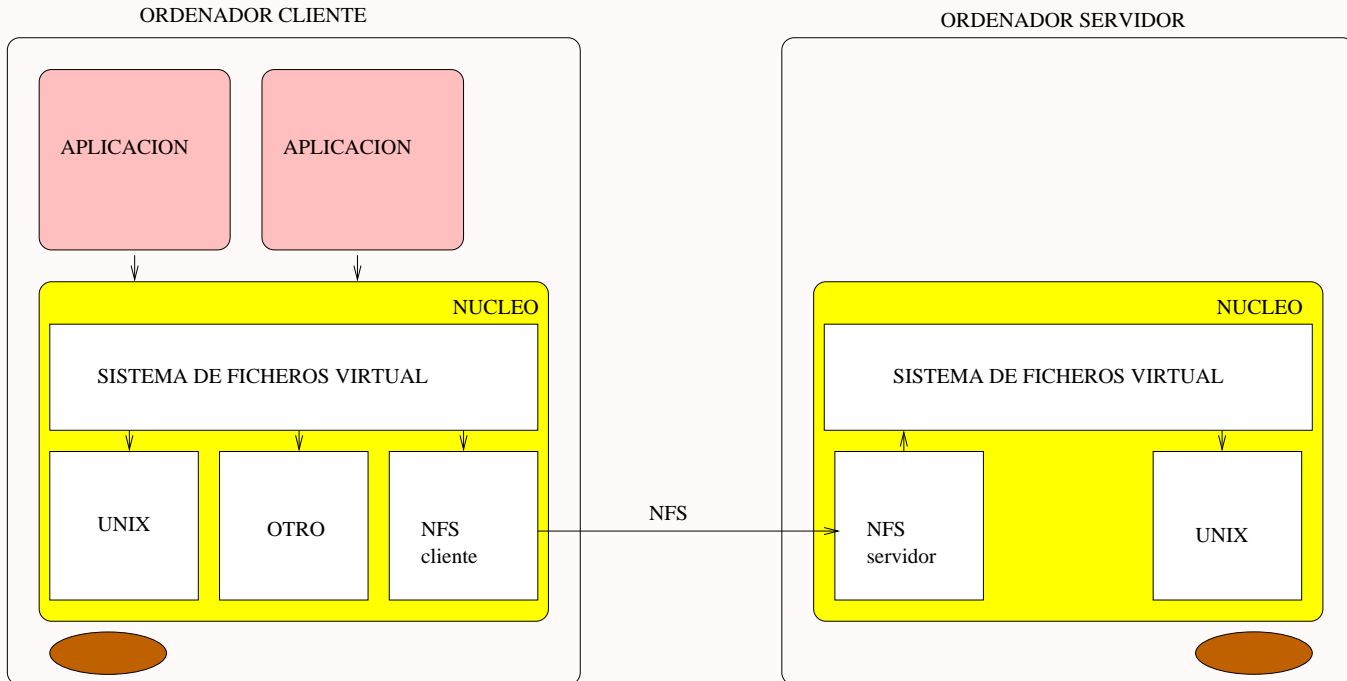 ORDENADOR CLIENTE
ORDENADOR SERVIDOR
APLICACION
APLICACION
NUCLEO
SISTEMA DE FICHEROS VIRTUAL
UNIX
OTRO
NFS
cliente
NFS
NUCLEO
SISTEMA DE FICHEROS VIRTUAL
NFS
servidor
UNIX